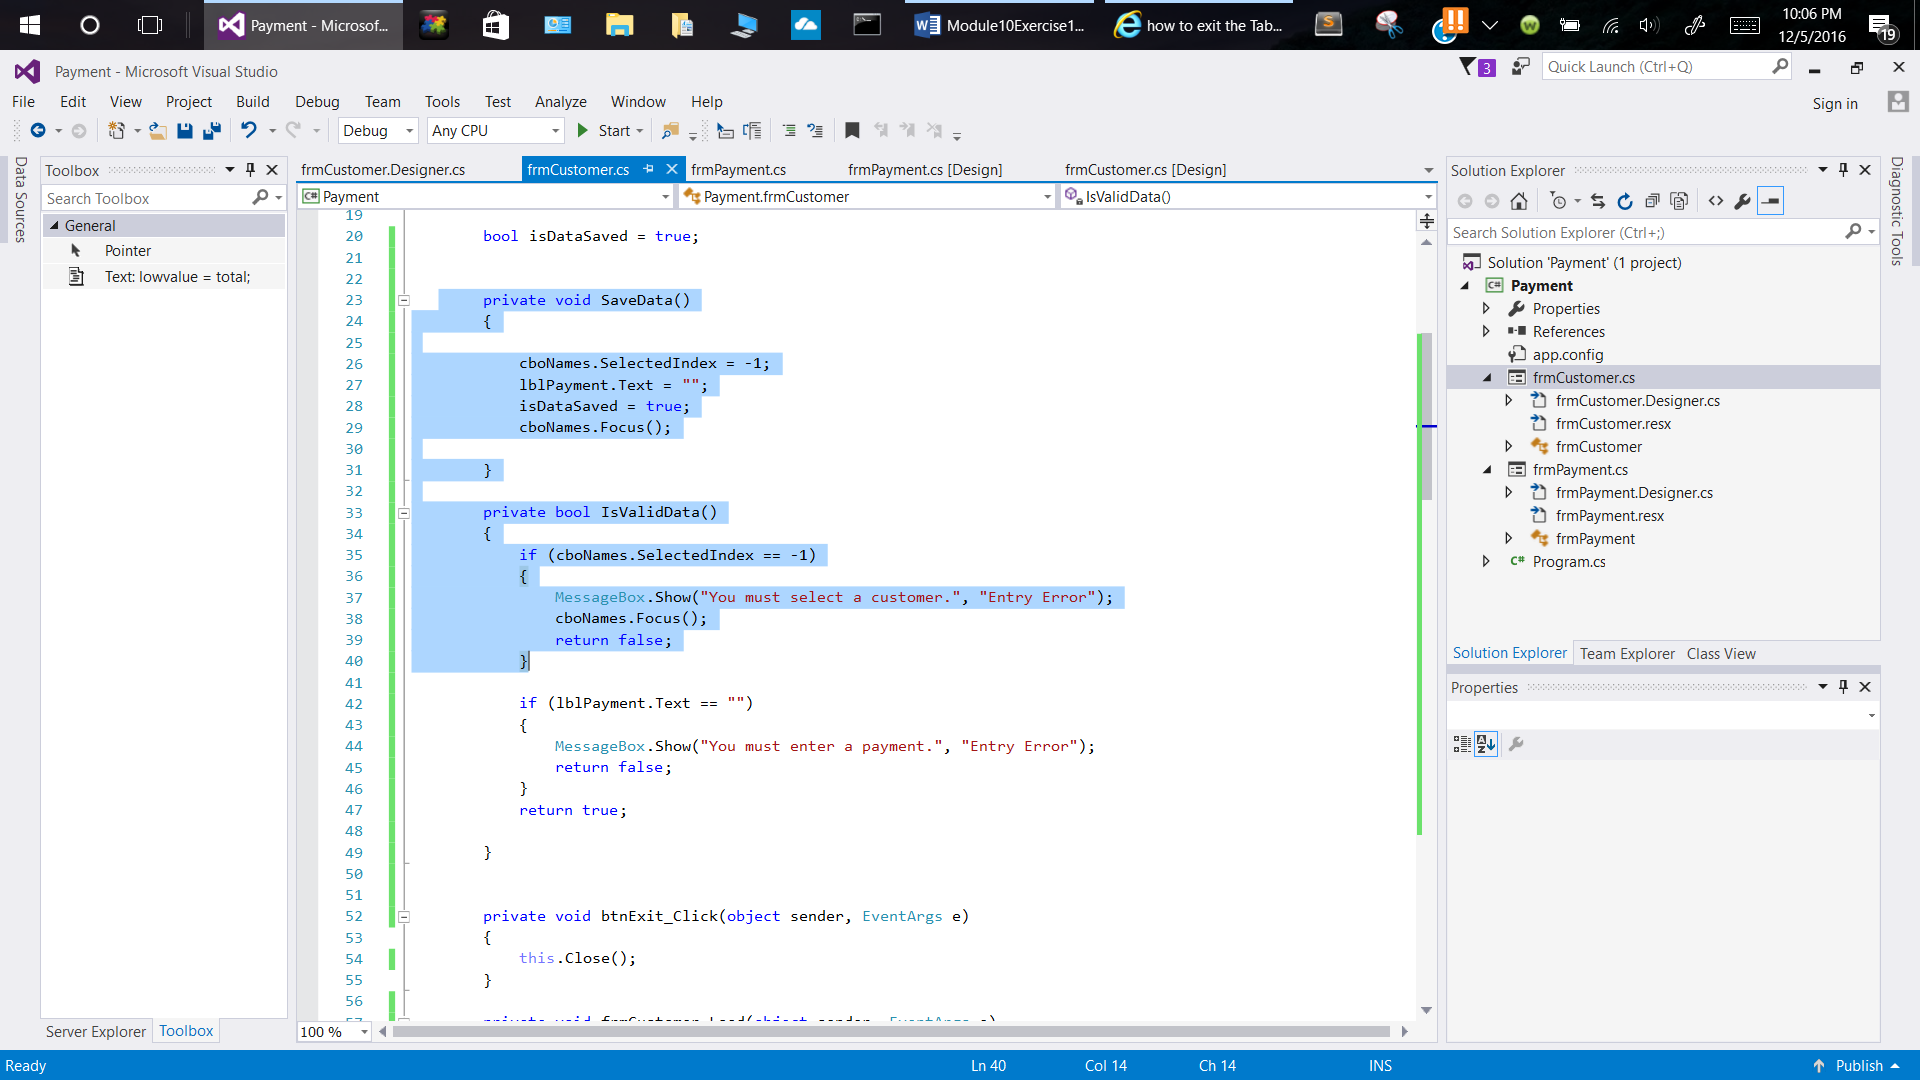 Payment - Microsof...
Module10Exercise1...
how to exit the Tab...
10:06 PM
12/5/2016
19
Payment - Microsoft Visual Studio
3
Quick Launch (Ctrl+Q)
File Edit View Project Build Debug Team Tools Test Analyze Window Help
Sign in
Debug
Any CPU
Start
Data Sources
Toolbox
Search Toolbox
General
Pointer
Text: lowvalue = total;
Server Explorer
Toolbox
frmCustomer.Designer.cs
frmCustomer.cs
frmPayment.cs
frmPayment.cs [Design]
frmCustomer.cs [Design]
C# Payment
Payment.frmCustomer
IsValidData()
19
20 bool isDataSaved = true;
21
22
23 private void SaveData()
24 {
25
26 cboNames.SelectedIndex = -1;
27 lblPayment.Text = "";
28 isDataSaved = true;
29 cboNames.Focus();
30
31 }
32
33 private bool IsValidData()
34 {
35 if (cboNames.SelectedIndex == -1)
36 {
37 MessageBox.Show("You must select a customer.", "Entry Error");
38 cboNames.Focus();
39 return false;
40 }
41
42 if (lblPayment.Text == "")
43 {
44 MessageBox.Show("You must enter a payment.", "Entry Error");
45 return false;
46 }
47 return true;
48
49 }
50
51
52 private void btnExit_Click(object sender, EventArgs e)
53 {
54 this.Close();
55 }
56
57 private void frmCustomer_Load(object sender, EventArgs e)
100 %
Solution Explorer
Search Solution Explorer (Ctrl+;)
Solution 'Payment' (1 project)
C# Payment
Properties
References
app.config
frmCustomer.cs
frmCustomer.Designer.cs
frmCustomer.resx
frmCustomer
frmPayment.cs
frmPayment.Designer.cs
frmPayment.resx
frmPayment
C# Program.cs
Solution Explorer Team Explorer Class View
Properties
Diagnostic Tools
Ready
Ln 40
Col 14
Ch 14
INS
Publish